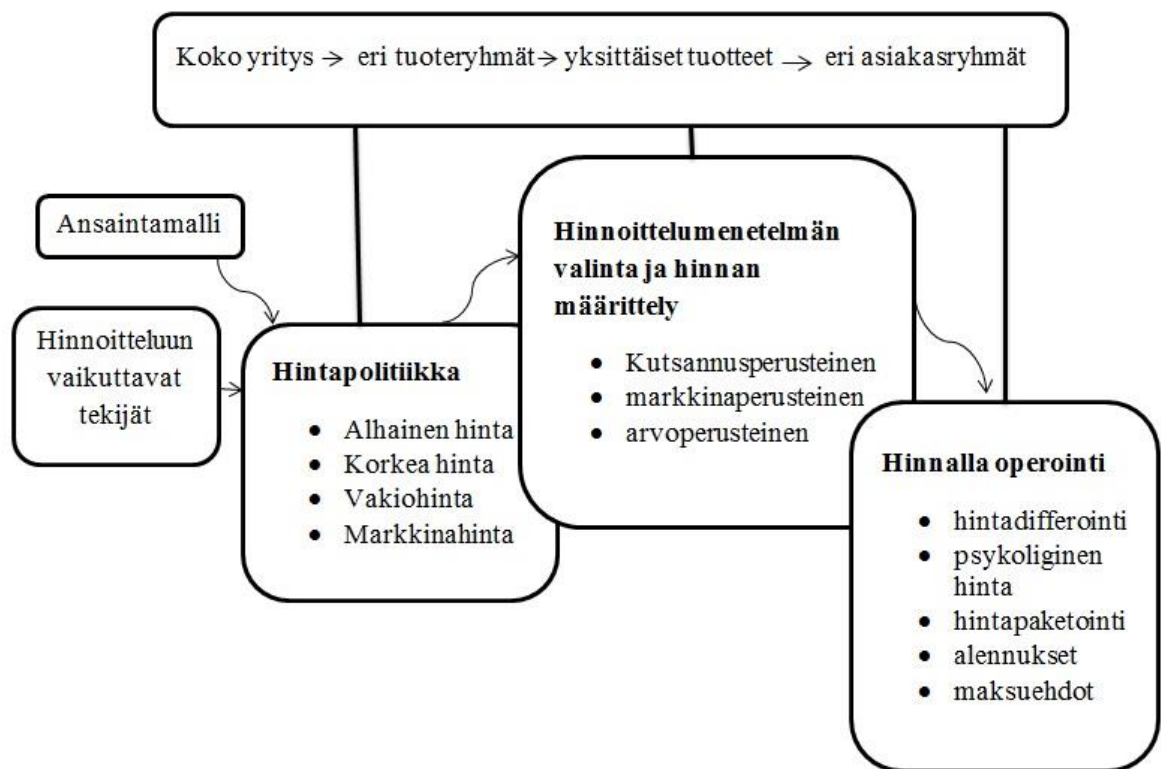 Koko yritys → eri tuoteryhmät → yksittäiset tuotteet → eri asiakasryhmät
Ansaintamalli
Hinnoitteluun
vaikuttavat
tekijät
Hintapolitiikka
• Alhainen hinta
• Korkea hinta
• Vakiohinta
• Markkinahinta
Hinnoittelumenetelmän
valinta ja hinnan
määrittely
• Kutsannusperusteinen
• markkinaperusteinen
• arvoperusteinen
Hinnalla operointi
• hintadifferointi
• psykoliginen
hinta
• hintapaketointi
• alennukset
• maksuehdot